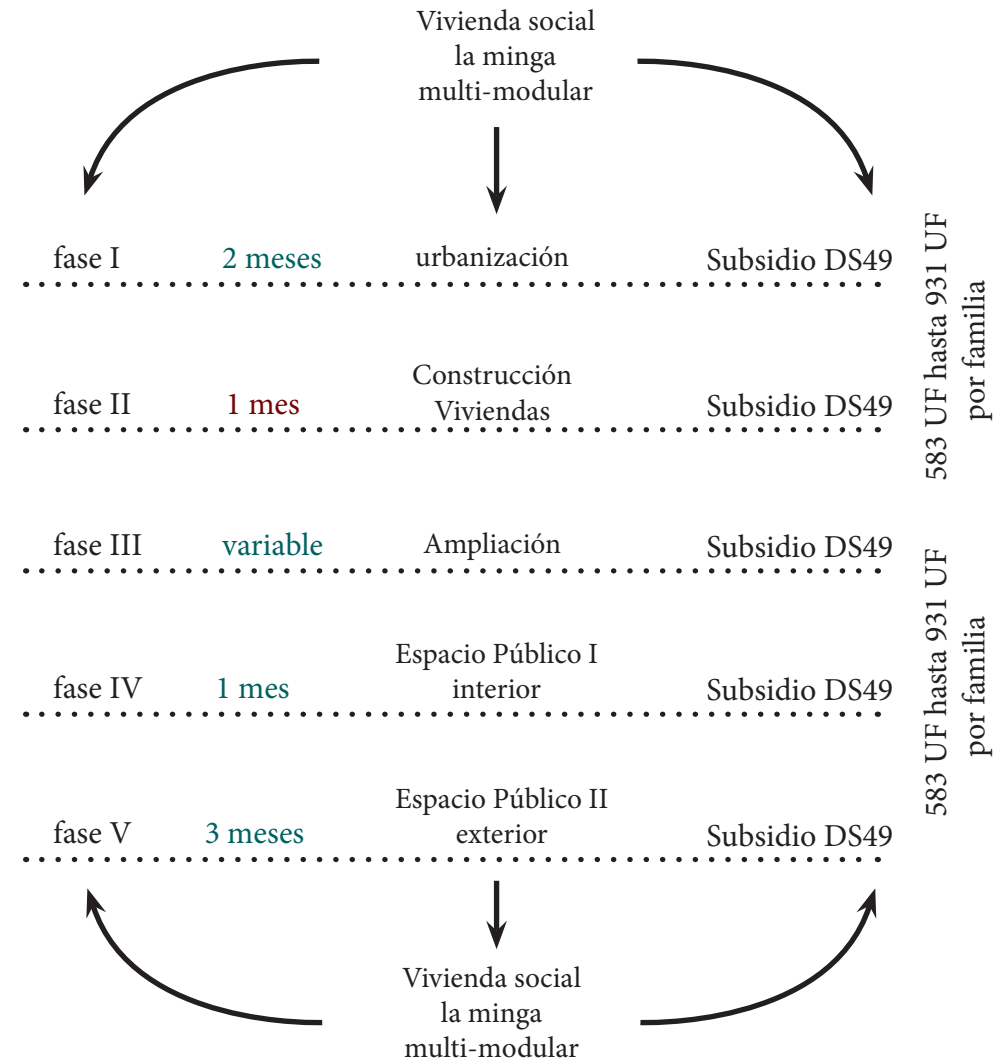 Vivienda social
la minga
multi-modular
fase I 2 meses urbanización Subsidio DS49
583 UF hasta 931 UF
por familia
Construcción
Viviendas
fase II 1 mes Subsidio DS49
fase III variable Ampliación Subsidio DS49
583 UF hasta 931 UF
por familia
Espacio Público I
interior
fase IV 1 mes Subsidio DS49
Espacio Público II
exterior
fase V 3 meses Subsidio DS49
Vivienda social
la minga
multi-modular